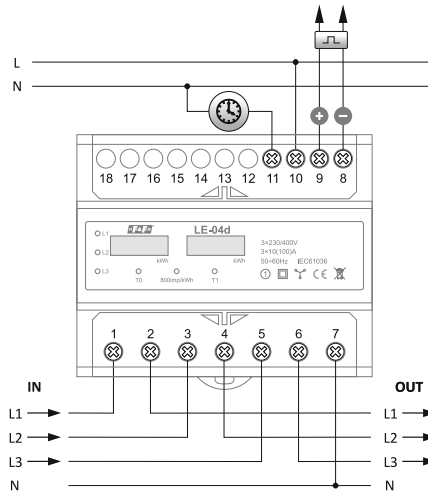 L
N
+ −
18 17 16 15 14 13 12 11 10 9 8
L1
F&F LE-04d
L2
kWh kWh
L3
T0 800imp/kWh T1
3×230/400V
3×10(100)A
50÷60Hz IEC61036
1 CE
1 2 3 4 5 6 7
IN OUT
L1 L1
L2 L2
L3 L3
N N